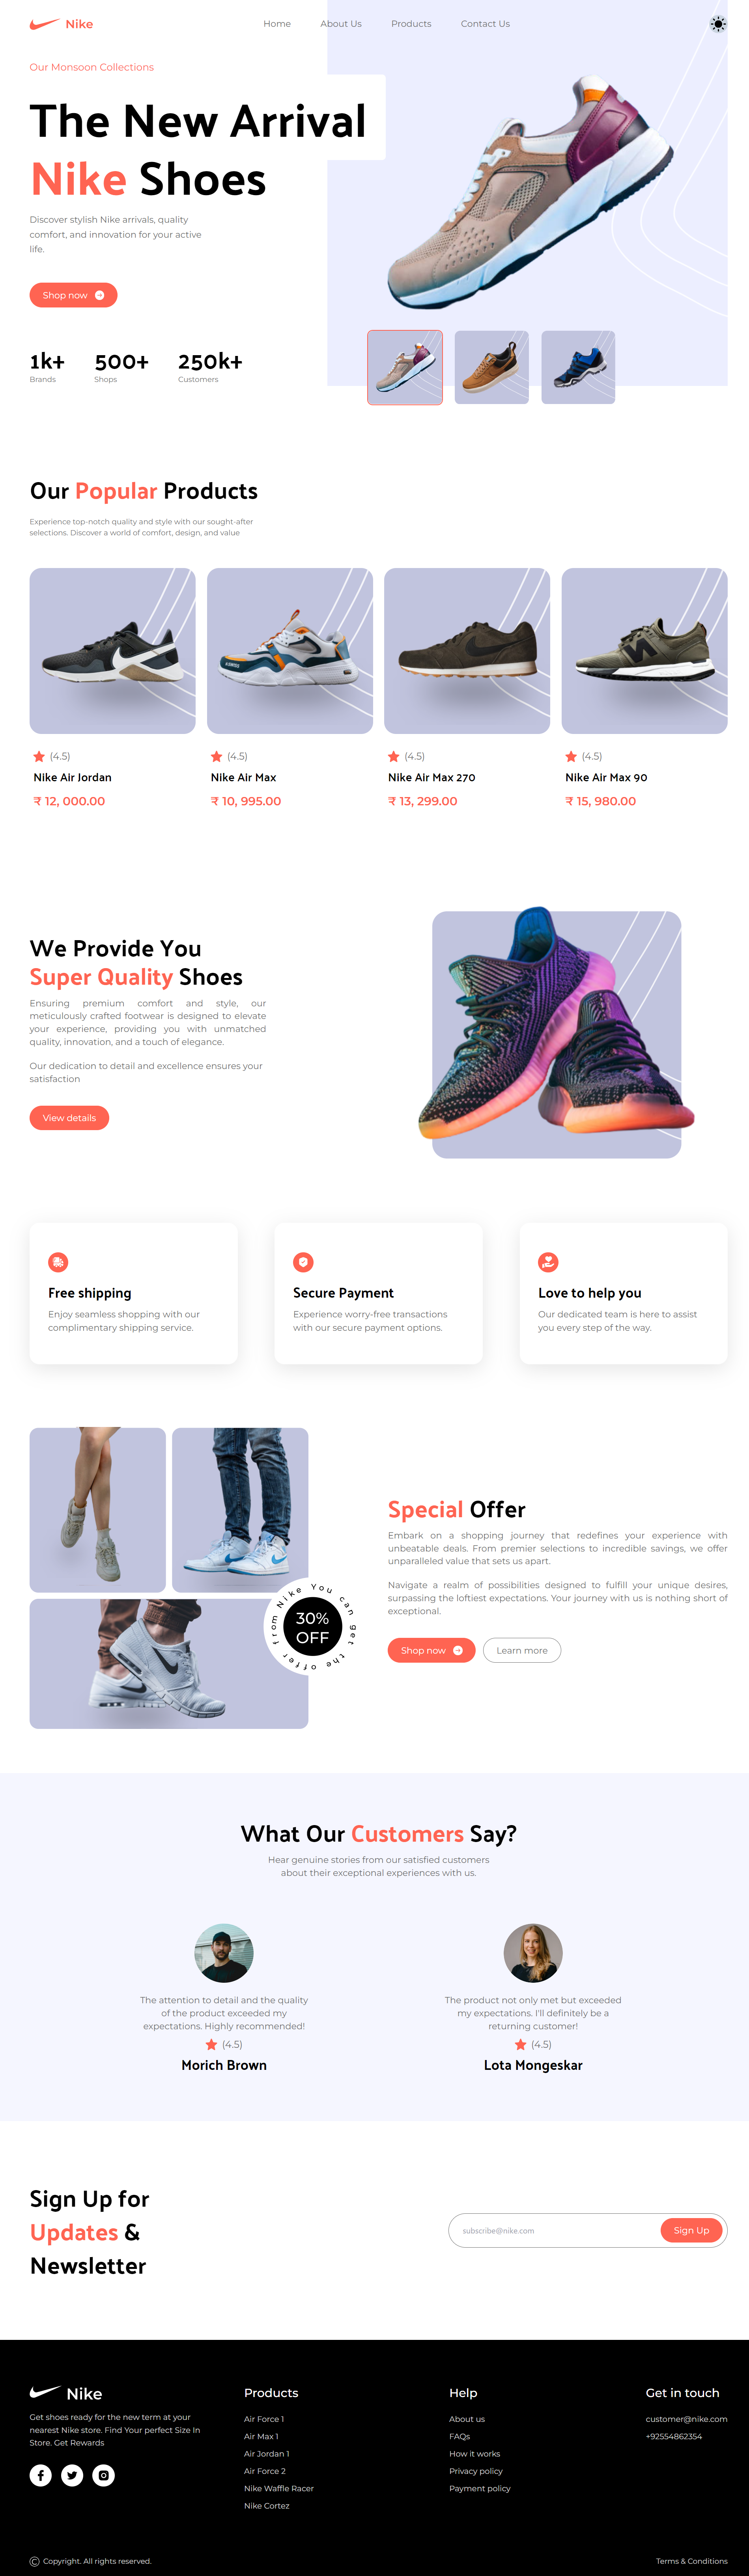 Nike
Home
About Us
Products
Contact Us
Our Monsoon Collections
The New Arrival
Nike Shoes
Discover stylish Nike arrivals, quality
comfort, and innovation for your active
life.
Shop now
1k+
Brands
500+
Shops
250k+
Customers
Our Popular Products
Experience top-notch quality and style with our sought-after
selections. Discover a world of comfort, design, and value
(4.5)
Nike Air Jordan
₹ 12, 000.00
(4.5)
Nike Air Max
₹ 10, 995.00
(4.5)
Nike Air Max 270
₹ 13, 299.00
(4.5)
Nike Air Max 90
₹ 15, 980.00
We Provide You
Super Quality Shoes
Ensuring premium comfort and style, our
meticulously crafted footwear is designed to elevate
your experience, providing you with unmatched
quality, innovation, and a touch of elegance.
Our dedication to detail and excellence ensures your
satisfaction
View details
Free shipping
Enjoy seamless shopping with our
complimentary shipping service.
Secure Payment
Experience worry-free transactions
with our secure payment options.
Love to help you
Our dedicated team is here to assist
you every step of the way.
You can get the offer from Nike
30%
OFF
Special Offer
Embark on a shopping journey that redefines your experience with
unbeatable deals. From premier selections to incredible savings, we offer
unparalleled value that sets us apart.
Navigate a realm of possibilities designed to fulfill your unique desires,
surpassing the loftiest expectations. Your journey with us is nothing short of
exceptional.
Shop now
Learn more
What Our Customers Say?
Hear genuine stories from our satisfied customers
about their exceptional experiences with us.
The attention to detail and the quality
of the product exceeded my
expectations. Highly recommended!
(4.5)
Morich Brown
The product not only met but exceeded
my expectations. I'll definitely be a
returning customer!
(4.5)
Lota Mongeskar
Sign Up for
Updates &
Newsletter
subscribe@nike.com
Sign Up
Nike
Get shoes ready for the new term at your
nearest Nike store. Find Your perfect Size In
Store. Get Rewards
Products
Air Force 1
Air Max 1
Air Jordan 1
Air Force 2
Nike Waffle Racer
Nike Cortez
Help
About us
FAQs
How it works
Privacy policy
Payment policy
Get in touch
customer@nike.com
+92554862354
© Copyright. All rights reserved.
Terms & Conditions